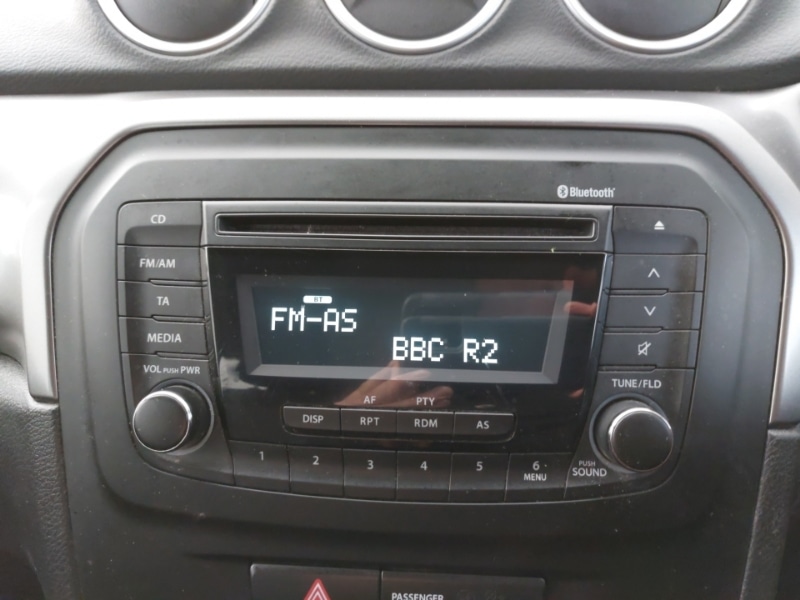 Bluetooth
CD
FM/AM
TA
MEDIA
VOL PUSH PWR
BT
FM-AS
BBC R2
TUNE/FLD
AF PTY
DISP RPT RDM AS
1 2 3 4 5 6
MENU
PUSH
SOUND
PASSENGER